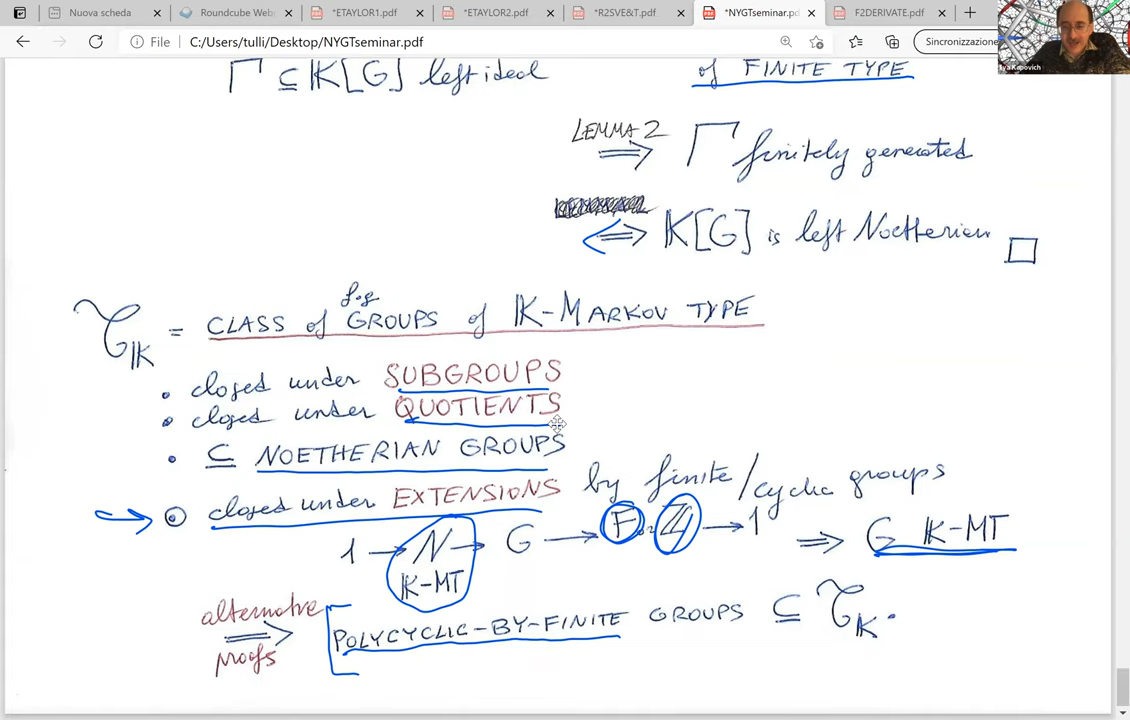 Nuova scheda
Roundcube Web
*ETAYLOR1.pdf
*ETAYLOR2.pdf
*R2SVE&T.pdf
*NYGTseminar.pd
F2DERIVATE.pdf
File
C:/Users/tulli/Desktop/NYGTseminar.pdf
Sincronizzazione
Kapovich
Γ ⊆ K[G] left ideal
of FINITE TYPE
LEMMA 2
⟹ Γ finitely generated
⟺ K[G] is left Noetherian □
f.g.
𝒞_K = CLASS of GROUPS of K-MARKOV TYPE
• closed under SUBGROUPS
• closed under QUOTIENTS
• ⊆ NOETHERIAN GROUPS
⊙ closed under EXTENSIONS by finite/cyclic groups
1 → N → G → F or ℤ → 1 ⟹ G K-MT
K-MT
alternative
⟹ POLYCYCLIC-BY-FINITE GROUPS ⊆ 𝒞_K.
proofs